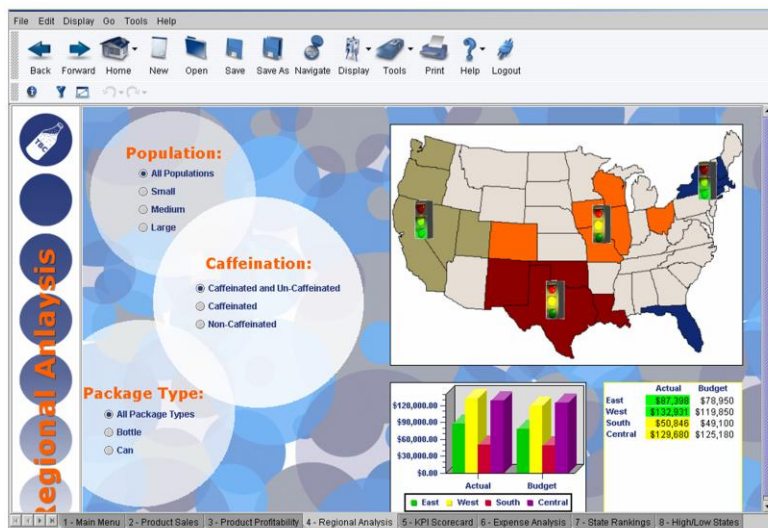 File Edit Display Go Tools Help
Back Forward Home New Open Save Save As Navigate Display Tools Print Help Logout
TBC
Regional Anlaysis
Population:
All Populations
Small
Medium
Large
Caffeination:
Caffeinated and Un-Caffeinated
Caffeinated
Non-Caffeinated
Package Type:
All Package Types
Bottle
Can
$120,000.00
$90,000.00
$60,000.00
$30,000.00
$0.00
Actual Budget
East West South Central
Actual Budget
East $87,398 $78,950
West $132,931 $119,850
South $50,846 $49,100
Central $129,680 $125,180
1 - Main Menu 2 - Product Sales 3 - Product Profitability 4 - Regional Analysis 5 - KPI Scorecard 6 - Expense Analysis 7 - State Rankings 8 - High/Low States